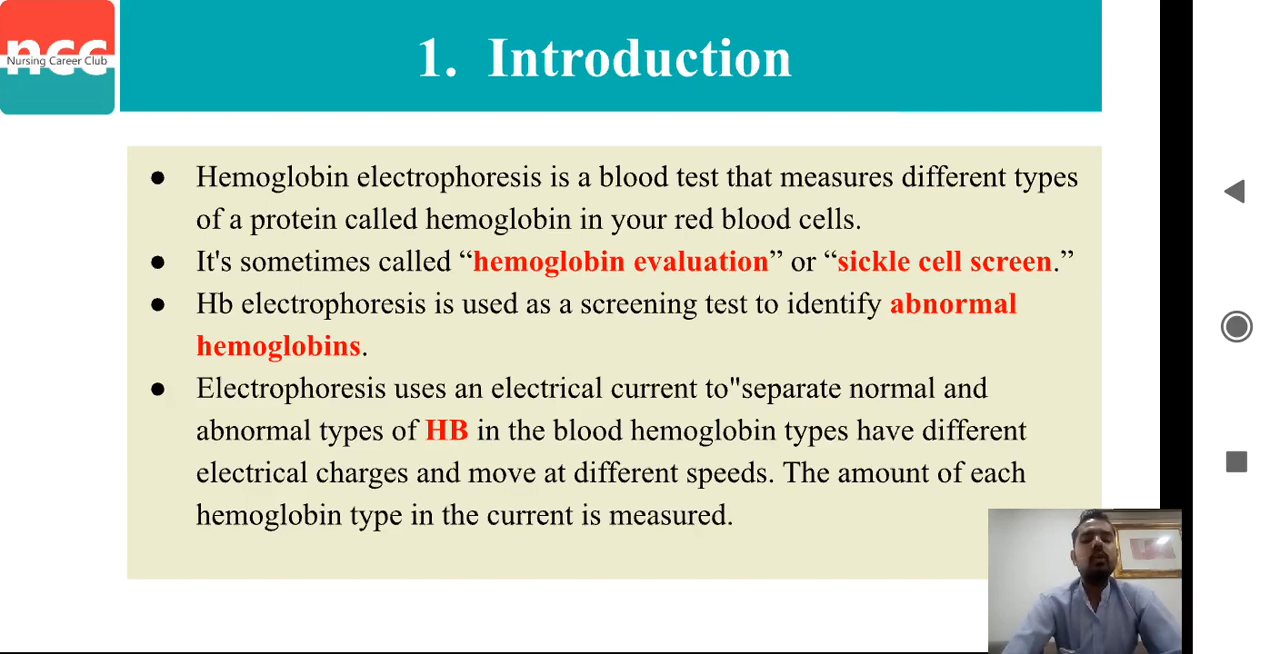 ncc
Nursing Career Club
1. Introduction
● Hemoglobin electrophoresis is a blood test that measures different types
of a protein called hemoglobin in your red blood cells.
● It's sometimes called “hemoglobin evaluation” or “sickle cell screen.”
● Hb electrophoresis is used as a screening test to identify abnormal
hemoglobins.
● Electrophoresis uses an electrical current to"separate normal and
abnormal types of HB in the blood hemoglobin types have different
electrical charges and move at different speeds. The amount of each
hemoglobin type in the current is measured.